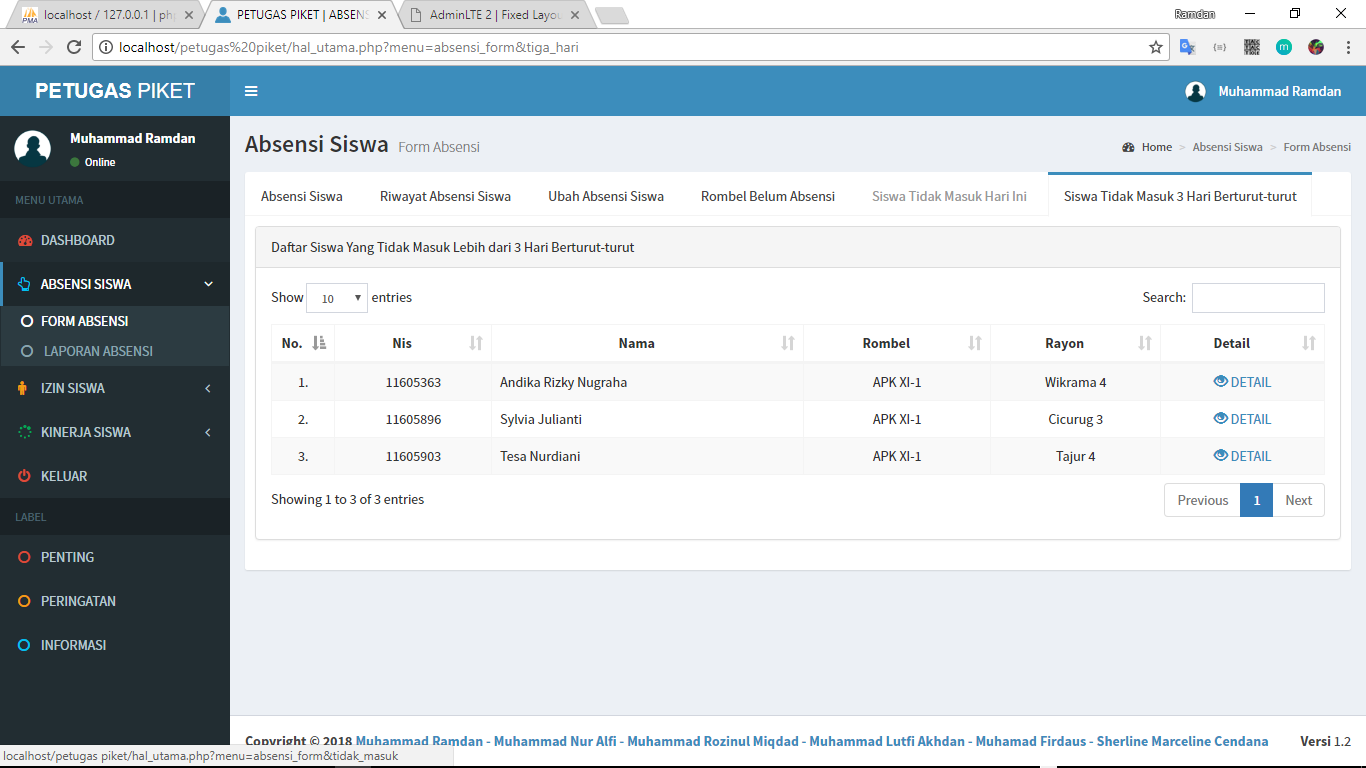 localhost / 127.0.0.1 | ph
PETUGAS PIKET | ABSEN
AdminLTE 2 | Fixed Layou
Ramdan
localhost/petugas%20piket/hal_utama.php?menu=absensi_form&tiga_hari
PETUGAS PIKET
Muhammad Ramdan
Muhammad Ramdan
Online
MENU UTAMA
DASHBOARD
ABSENSI SISWA
FORM ABSENSI
LAPORAN ABSENSI
IZIN SISWA
KINERJA SISWA
KELUAR
LABEL
PENTING
PERINGATAN
INFORMASI
Absensi Siswa Form Absensi
Home > Absensi Siswa > Form Absensi
Absensi Siswa Riwayat Absensi Siswa Ubah Absensi Siswa Rombel Belum Absensi Siswa Tidak Masuk Hari Ini Siswa Tidak Masuk 3 Hari Berturut-turut
Daftar Siswa Yang Tidak Masuk Lebih dari 3 Hari Berturut-turut
Show 10 entries Search:
No. Nis Nama Rombel Rayon Detail
1. 11605363 Andika Rizky Nugraha APK XI-1 Wikrama 4 DETAIL
2. 11605896 Sylvia Julianti APK XI-1 Cicurug 3 DETAIL
3. 11605903 Tesa Nurdiani APK XI-1 Tajur 4 DETAIL
Showing 1 to 3 of 3 entries Previous 1 Next
Copyright © 2018 Muhammad Ramdan - Muhammad Nur Alfi - Muhammad Rozinul Miqdad - Muhammad Lutfi Akhdan - Muhamad Firdaus - Sherline Marceline Cendana Versi 1.2
localhost/petugas piket/hal_utama.php?menu=absensi_form&tidak_masuk